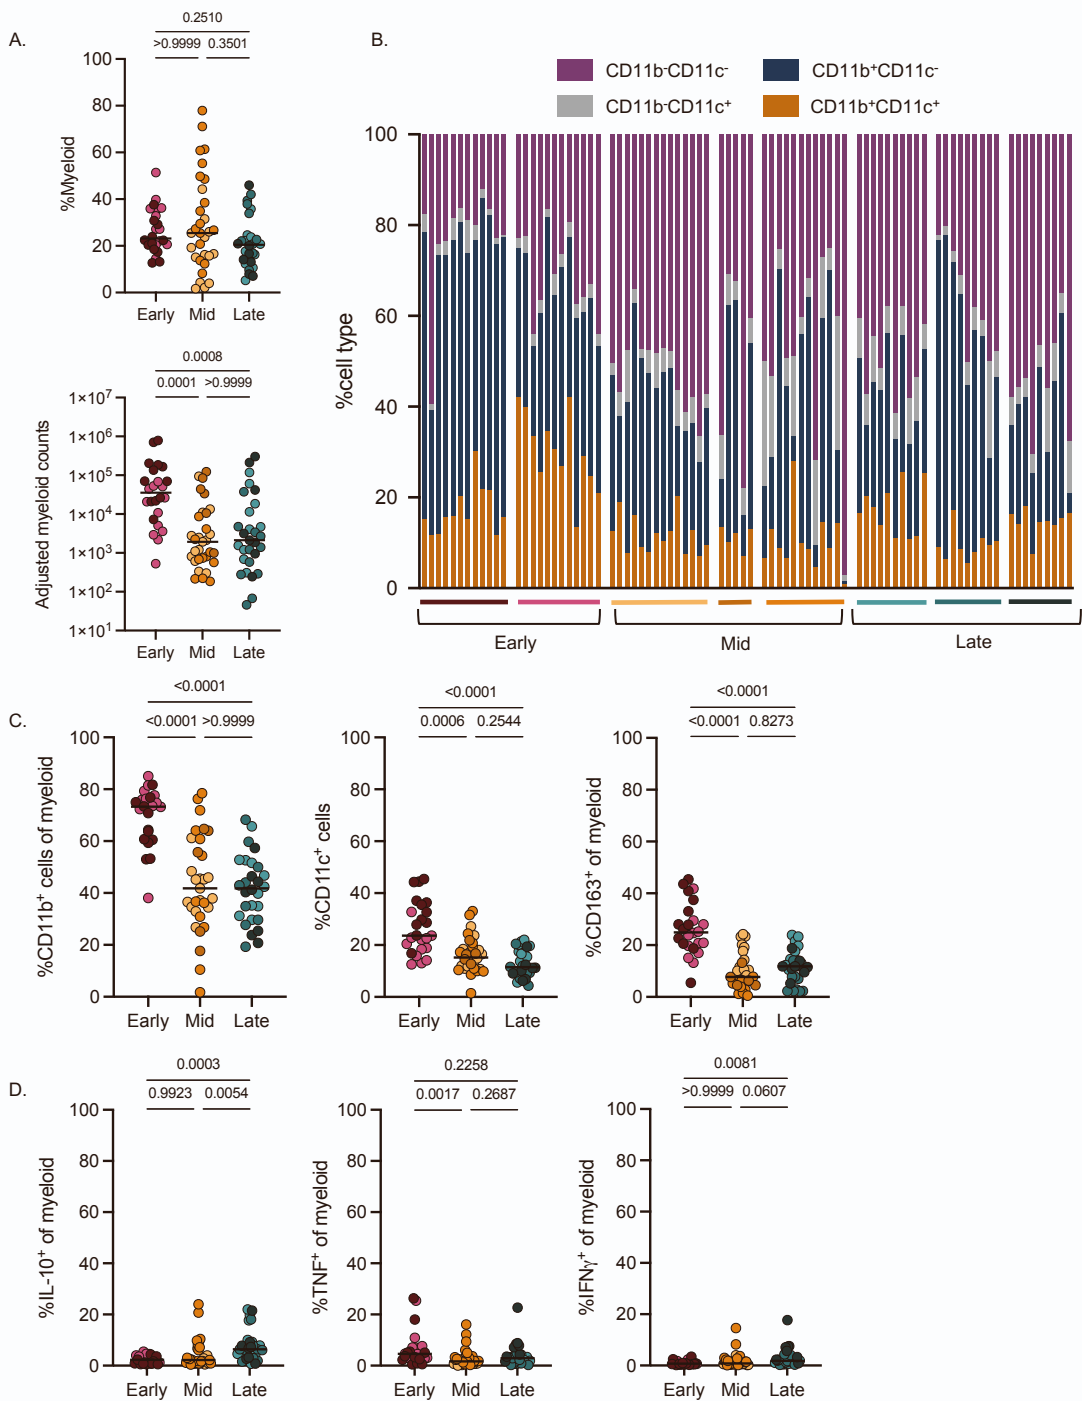 A.
0.2510
>0.9999 0.3501
100
80
60
40
20
0
%Myeloid
Early Mid Late
0.0008
0.0001 >0.9999
1×10⁷
1×10⁶
1×10⁵
1×10⁴
1×10³
1×10²
1×10¹
Adjusted myeloid counts
Early Mid Late
B.
CD11b⁻CD11c⁻ CD11b⁺CD11c⁻
CD11b⁻CD11c⁺ CD11b⁺CD11c⁺
100
80
60
40
20
0
%cell type
Early Mid Late
C.
<0.0001
<0.0001 >0.9999
100
80
60
40
20
0
%CD11b⁺ cells of myeloid
Early Mid Late
<0.0001
0.0006 0.2544
100
80
60
40
20
0
%CD11c⁺ cells
Early Mid Late
<0.0001
<0.0001 0.8273
100
80
60
40
20
0
%CD163⁺ of myeloid
Early Mid Late
D.
0.0003
0.9923 0.0054
100
80
60
40
20
0
%IL-10⁺ of myeloid
Early Mid Late
0.2258
0.0017 0.2687
100
80
60
40
20
0
%TNF⁺ of myeloid
Early Mid Late
0.0081
>0.9999 0.0607
100
80
60
40
20
0
%IFNγ⁺ of myeloid
Early Mid Late